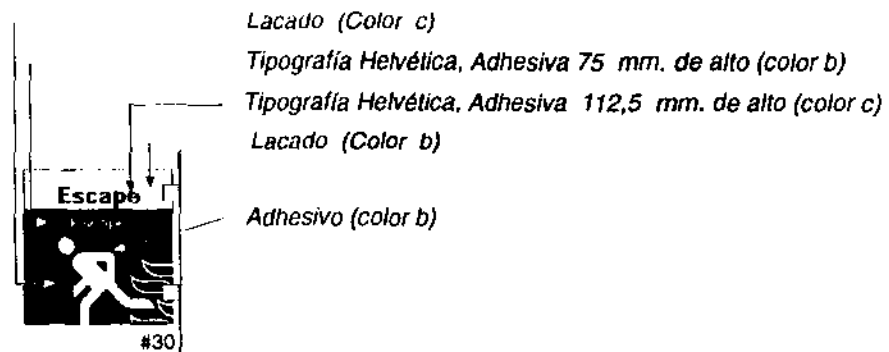 Lacado (Color c)
Tipografía Helvética, Adhesiva 75 mm. de alto (color b)
Tipografía Helvética, Adhesiva 112,5 mm. de alto (color c)
Lacado (Color b)
Escape
Adhesivo (color b)
#30